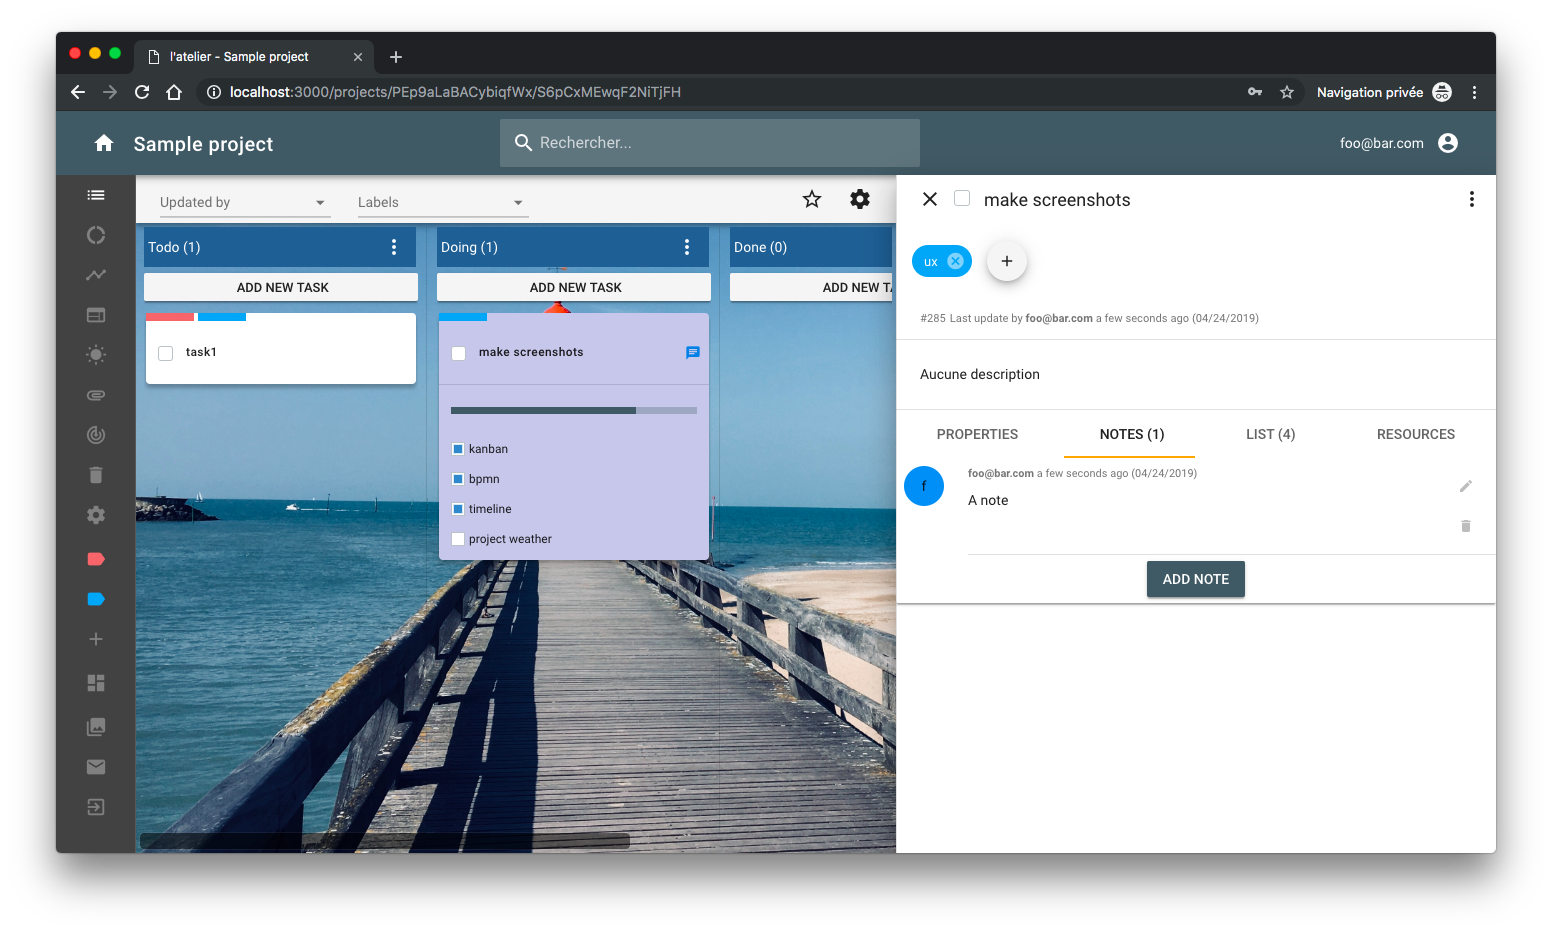 l'atelier - Sample project
localhost:3000/projects/PEp9aLaBACybiqfWx/S6pCxMEwqF2NiTjFH
Navigation privée
Sample project
Rechercher...
foo@bar.com
Updated by
Labels
Todo (1)
Doing (1)
Done (0)
ADD NEW TASK
ADD NEW TASK
ADD NEW TA
task1
make screenshots
kanban
bpmn
timeline
project weather
make screenshots
ux
#285 Last update by foo@bar.com a few seconds ago (04/24/2019)
Aucune description
PROPERTIES
NOTES (1)
LIST (4)
RESOURCES
f
foo@bar.com a few seconds ago (04/24/2019)
A note
ADD NOTE